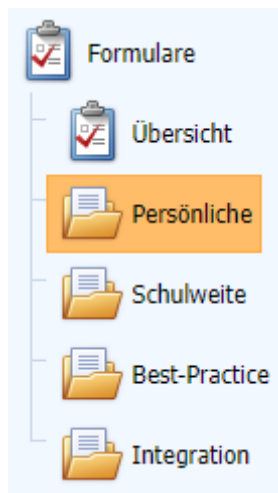 Formulare
Übersicht
Persönliche
Schulweite
Best-Practice
Integration